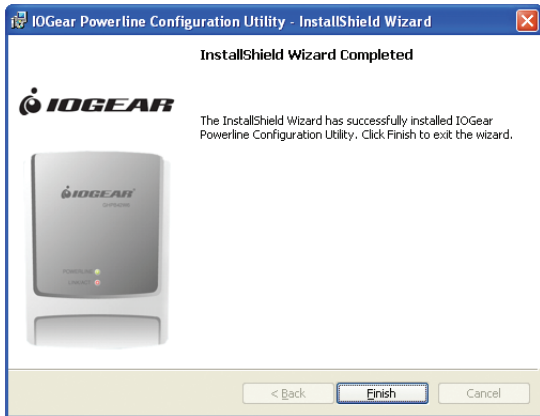 IOGear Powerline Configuration Utility - InstallShield Wizard
InstallShield Wizard Completed
IOGEAR
The InstallShield Wizard has successfully installed IOGear
Powerline Configuration Utility. Click Finish to exit the wizard.
IOGEAR
< Back
Finish
Cancel